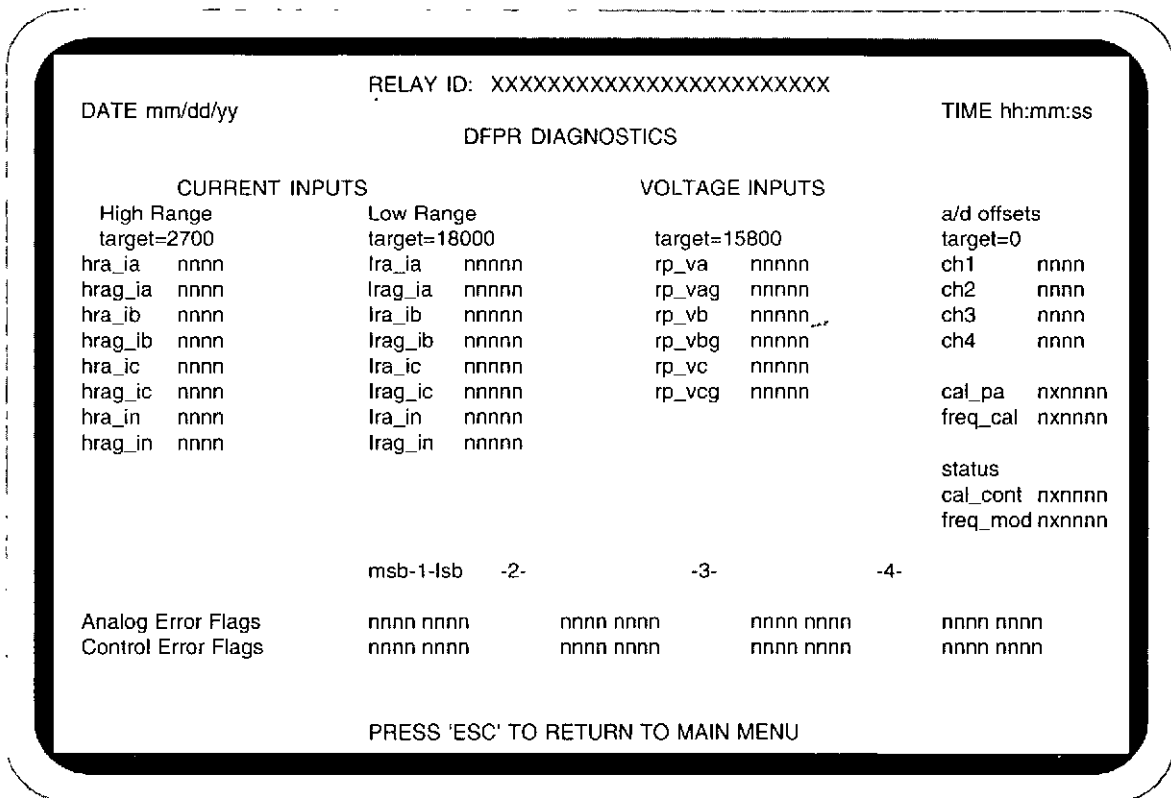 RELAY ID: XXXXXXXXXXXXXXXXXXXXXXXX
DATE mm/dd/yy TIME hh:mm:ss
DFPR DIAGNOSTICS
CURRENT INPUTS VOLTAGE INPUTS
High Range Low Range a/d offsets
target=2700 target=18000 target=15800 target=0
hra_ia nnnn lra_ia nnnnn rp_va nnnnn ch1 nnnn
hrag_ia nnnn lrag_ia nnnnn rp_vag nnnnn ch2 nnnn
hra_ib nnnn lra_ib nnnnn rp_vb nnnnn ch3 nnnn
hrag_ib nnnn lrag_ib nnnnn rp_vbg nnnnn ch4 nnnn
hra_ic nnnn lra_ic nnnnn rp_vc nnnnn
hrag_ic nnnn lrag_ic nnnnn rp_vcg nnnnn cal_pa nxnnnn
hra_in nnnn lra_in nnnnn freq_cal nxnnnn
hrag_in nnnn lrag_in nnnnn
status
cal_cont nxnnnn
freq_mod nxnnnn
msb-1-lsb -2- -3- -4-
Analog Error Flags nnnn nnnn nnnn nnnn nnnn nnnn nnnn nnnn
Control Error Flags nnnn nnnn nnnn nnnn nnnn nnnn nnnn nnnn
PRESS 'ESC' TO RETURN TO MAIN MENU